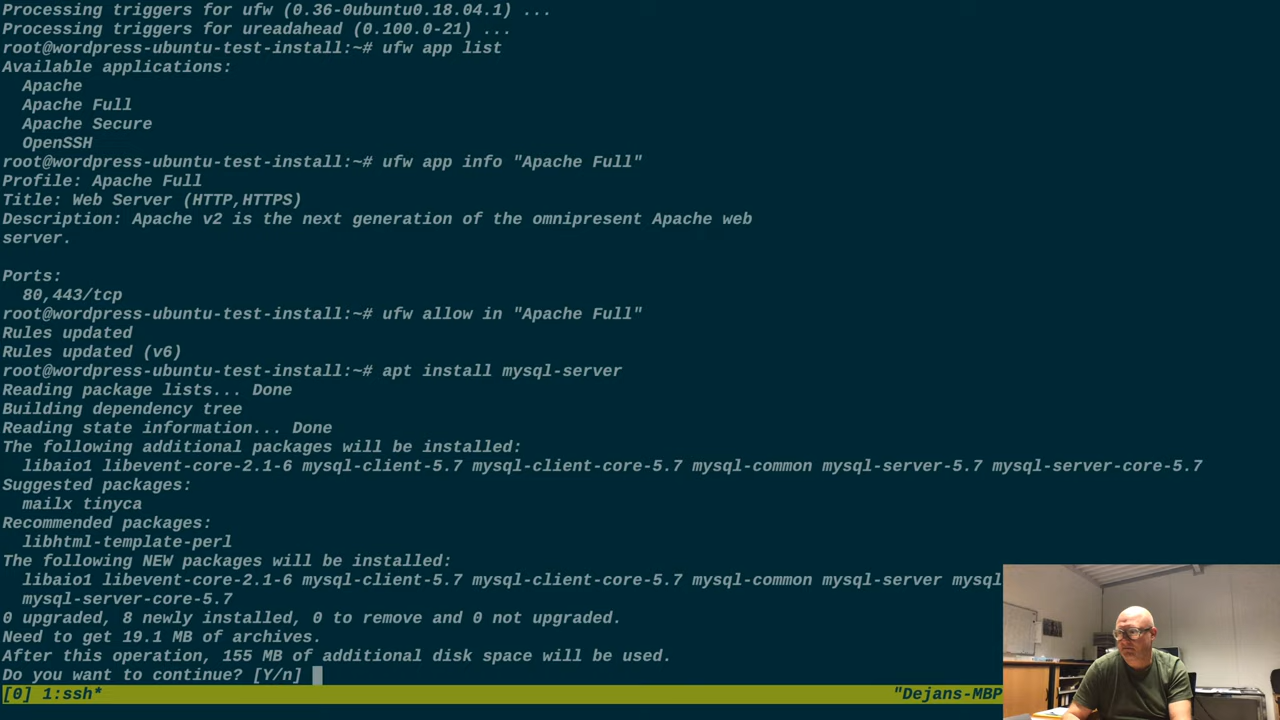 Processing triggers for ufw (0.36-0ubuntu0.18.04.1) ...
Processing triggers for ureadahead (0.100.0-21) ...
root@wordpress-ubuntu-test-install:~# ufw app list
Available applications:
  Apache
  Apache Full
  Apache Secure
  OpenSSH
root@wordpress-ubuntu-test-install:~# ufw app info "Apache Full"
Profile: Apache Full
Title: Web Server (HTTP,HTTPS)
Description: Apache v2 is the next generation of the omnipresent Apache web
server.

Ports:
  80,443/tcp
root@wordpress-ubuntu-test-install:~# ufw allow in "Apache Full"
Rules updated
Rules updated (v6)
root@wordpress-ubuntu-test-install:~# apt install mysql-server
Reading package lists... Done
Building dependency tree
Reading state information... Done
The following additional packages will be installed:
  libaio1 libevent-core-2.1-6 mysql-client-5.7 mysql-client-core-5.7 mysql-common mysql-server-5.7 mysql-server-core-5.7
Suggested packages:
  mailx tinyca
Recommended packages:
  libhtml-template-perl
The following NEW packages will be installed:
  libaio1 libevent-core-2.1-6 mysql-client-5.7 mysql-client-core-5.7 mysql-common mysql-server mysql
  mysql-server-core-5.7
0 upgraded, 8 newly installed, 0 to remove and 0 not upgraded.
Need to get 19.1 MB of archives.
After this operation, 155 MB of additional disk space will be used.
Do you want to continue? [Y/n]
[0] 1:ssh* "Dejans-MBP